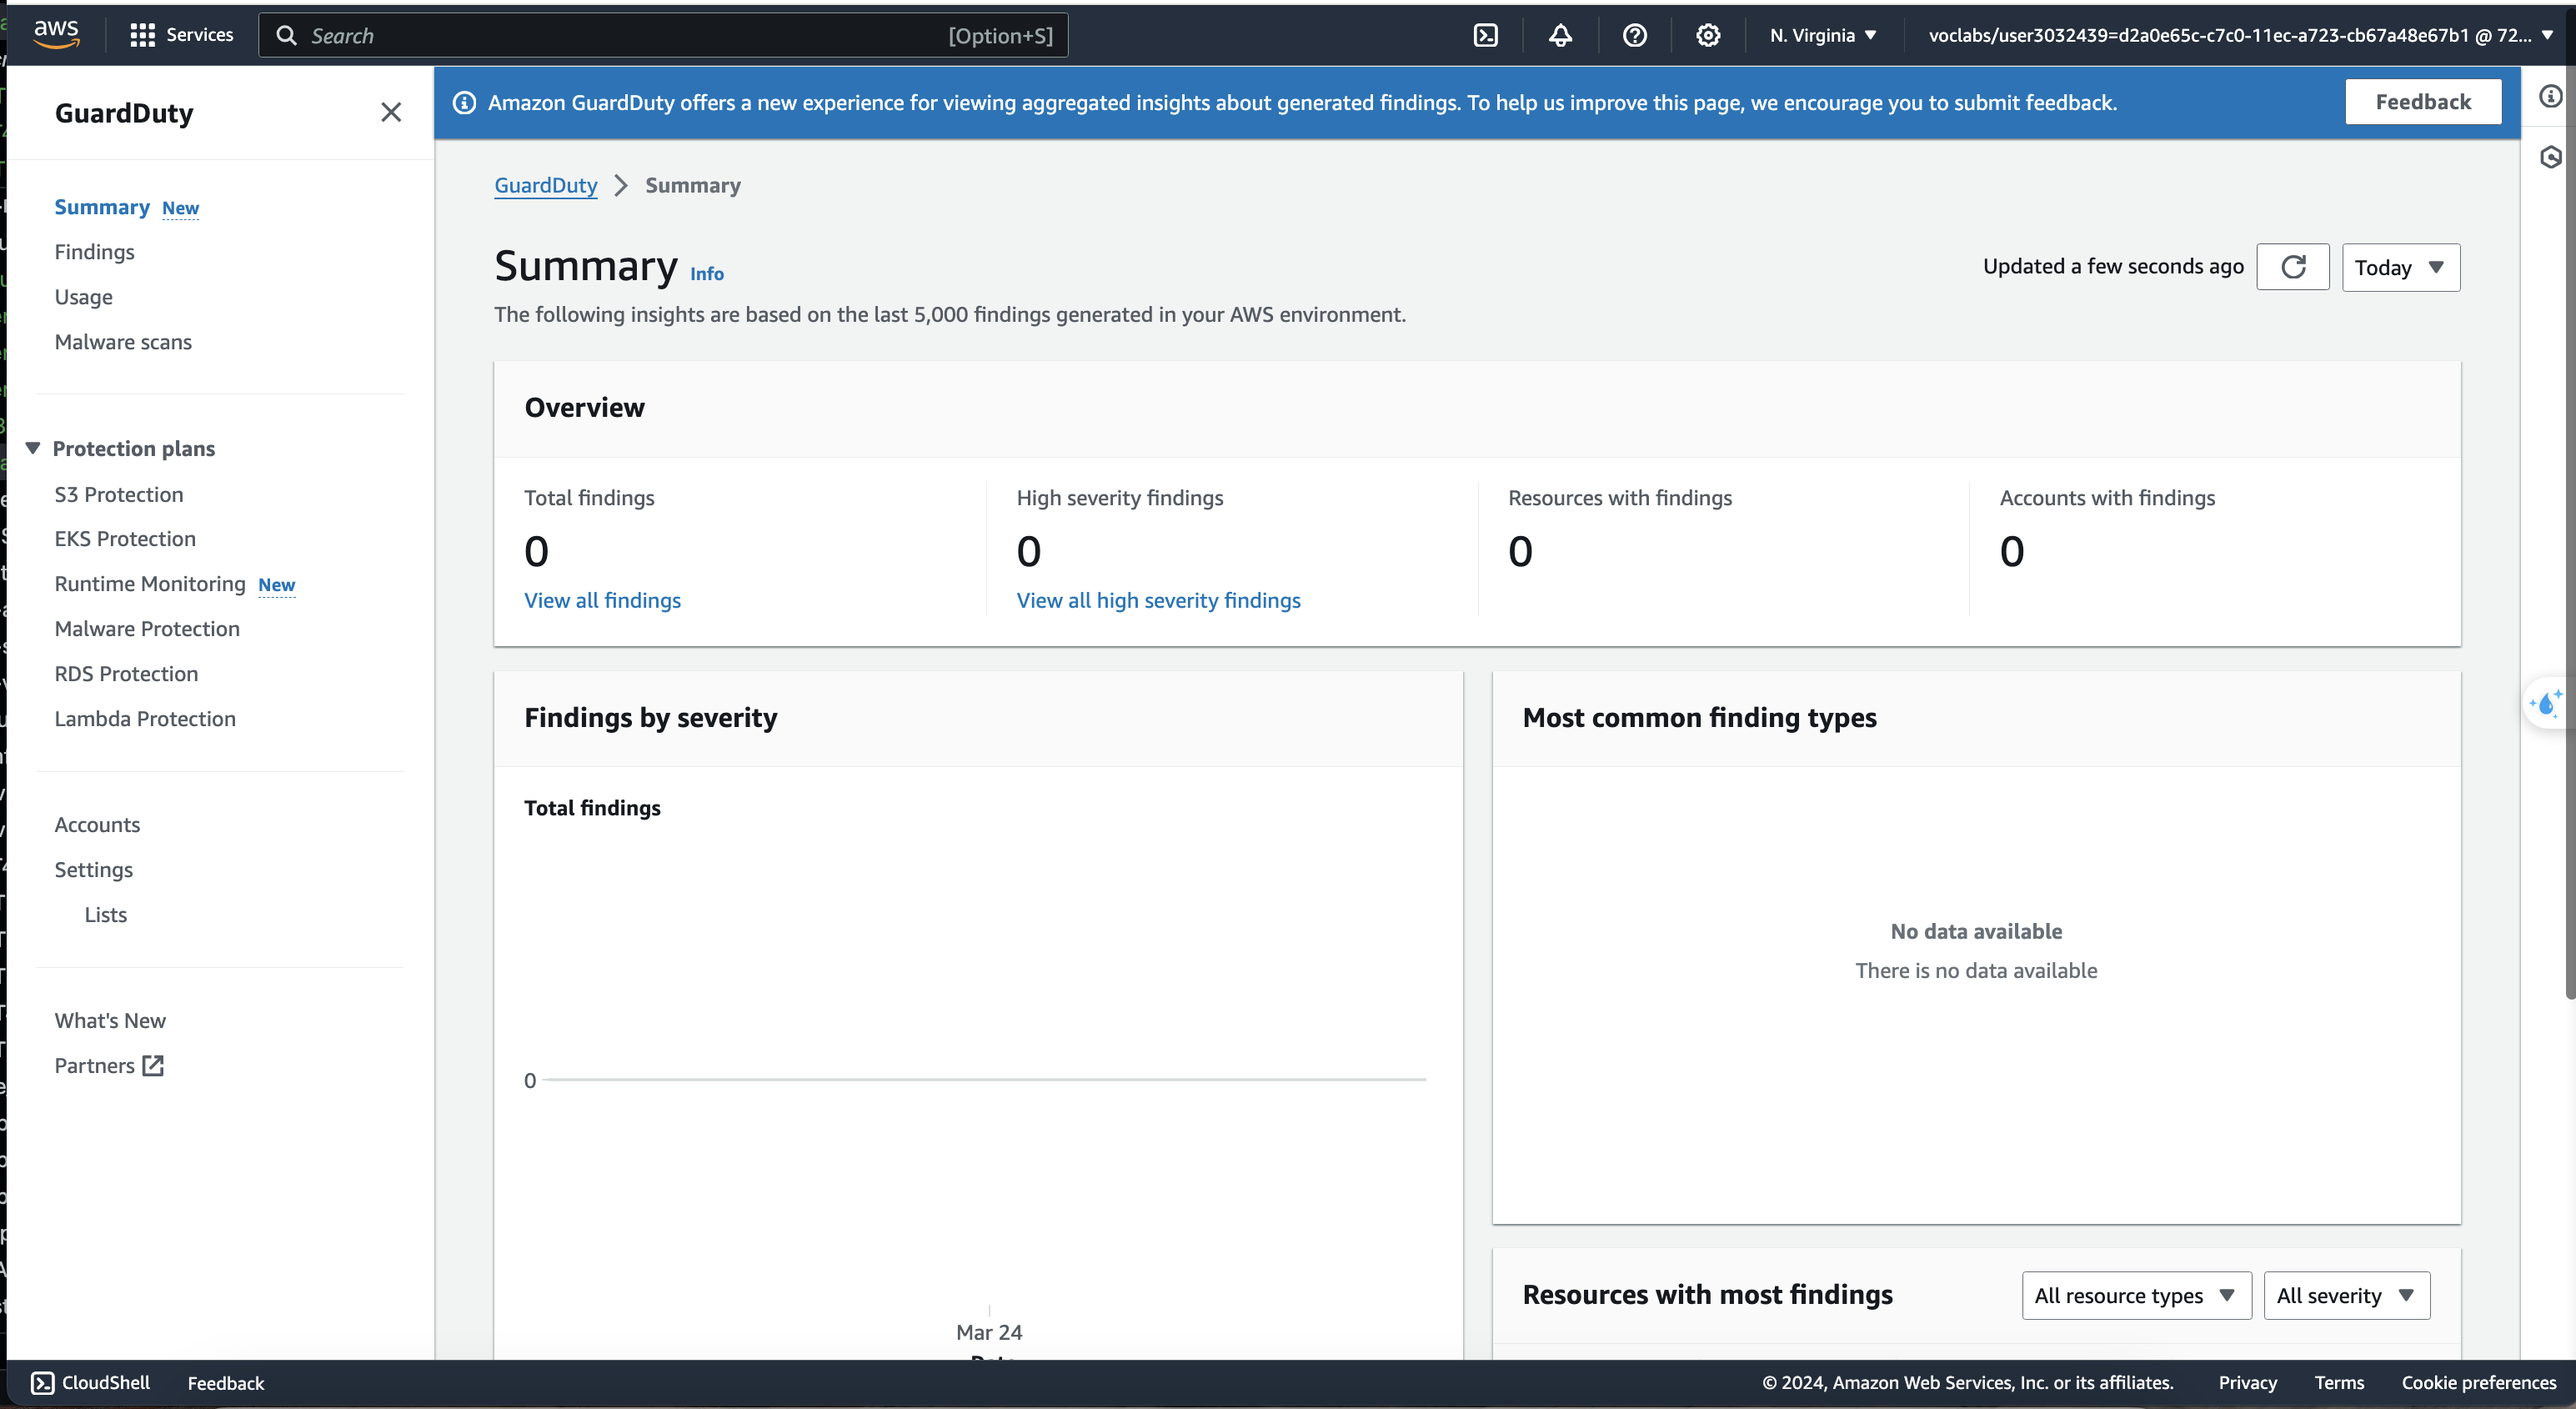 aws
Services
Search
[Option+S]
N. Virginia
voclabs/user3032439=d2a0e65c-c7c0-11ec-a723-cb67a48e67b1 @ 72...
GuardDuty
Summary New
Findings
Usage
Malware scans
Protection plans
S3 Protection
EKS Protection
Runtime Monitoring New
Malware Protection
RDS Protection
Lambda Protection
Accounts
Settings
Lists
What's New
Partners
Amazon GuardDuty offers a new experience for viewing aggregated insights about generated findings. To help us improve this page, we encourage you to submit feedback.
Feedback
GuardDuty > Summary
Summary Info
Updated a few seconds ago
Today
The following insights are based on the last 5,000 findings generated in your AWS environment.
Overview
Total findings
0
View all findings
High severity findings
0
View all high severity findings
Resources with findings
0
Accounts with findings
0
Findings by severity
Total findings
0
Mar 24
Most common finding types
No data available
There is no data available
Resources with most findings
All resource types
All severity
CloudShell
Feedback
© 2024, Amazon Web Services, Inc. or its affiliates.
Privacy
Terms
Cookie preferences